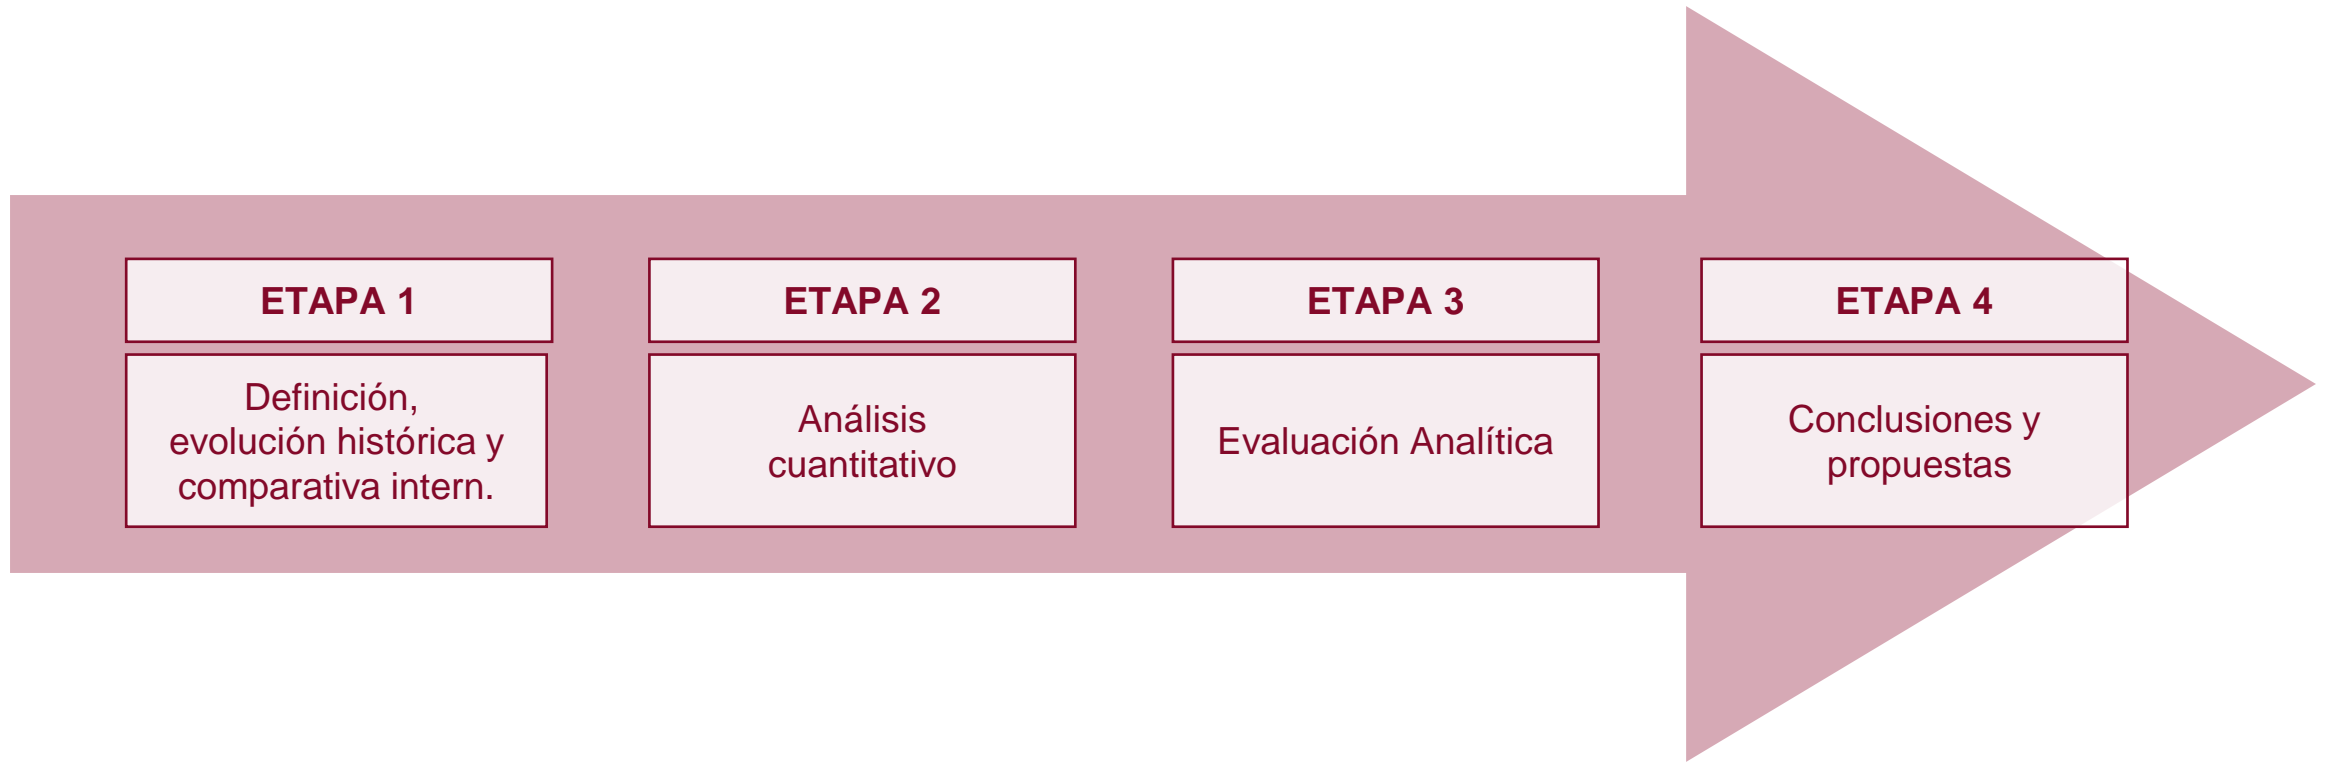 ETAPA 1
Definición,
evolución histórica y
comparativa intern.
ETAPA 2
Análisis
cuantitativo
ETAPA 3
Evaluación Analítica
ETAPA 4
Conclusiones y
propuestas